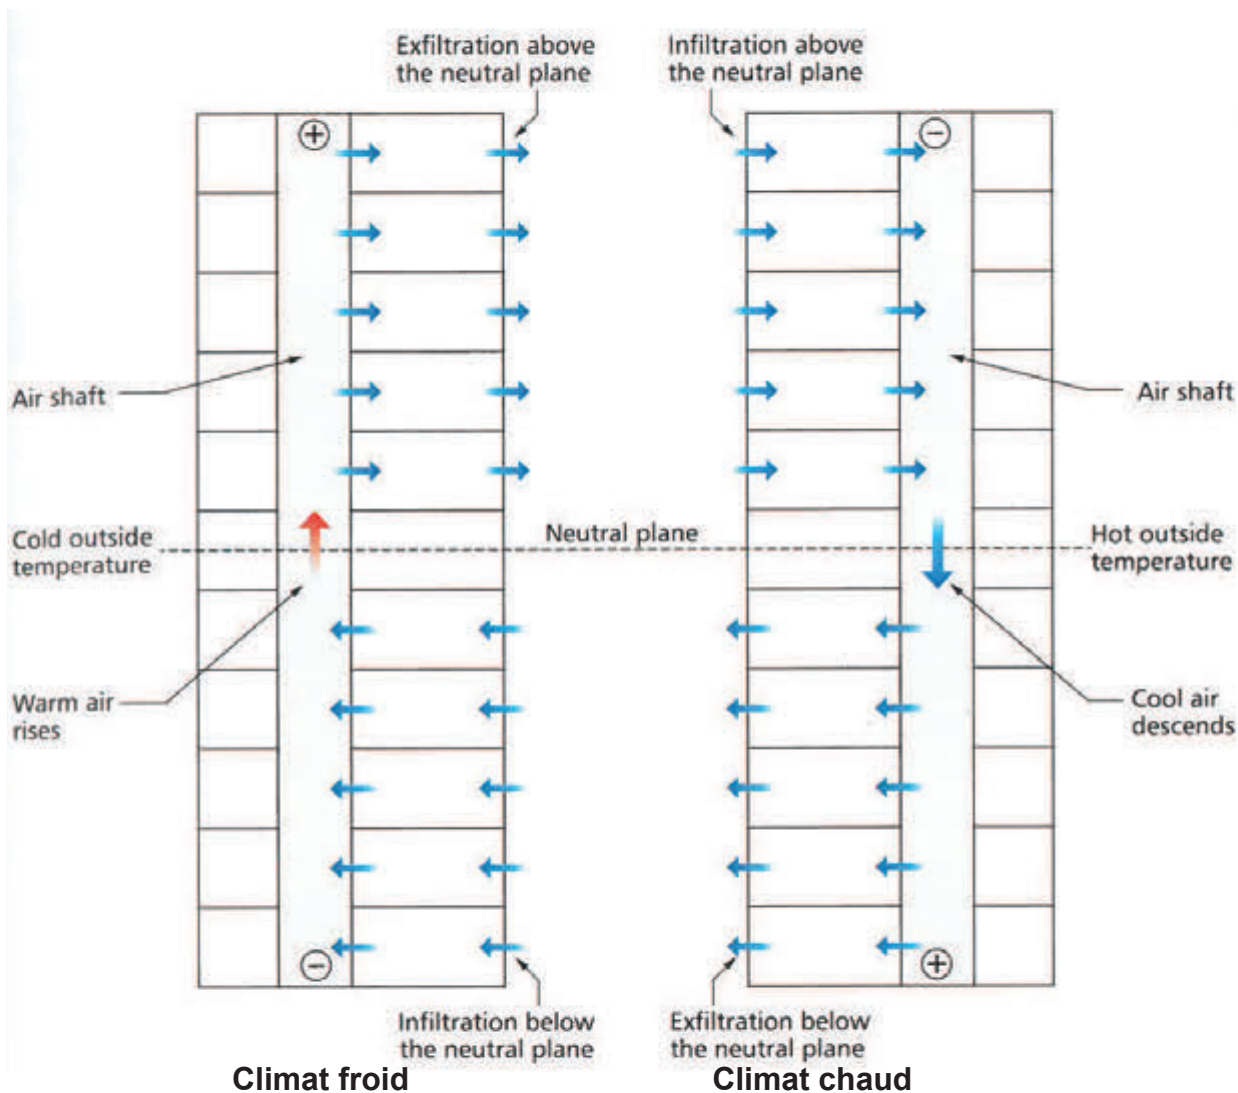 Exfiltration above
the neutral plane
Infiltration above
the neutral plane
+
−
Air shaft
Air shaft
Cold outside
temperature
Neutral plane
Hot outside
temperature
Warm air
rises
Cool air
descends
−
+
Infiltration below
the neutral plane
Exfiltration below
the neutral plane
Climat froid
Climat chaud